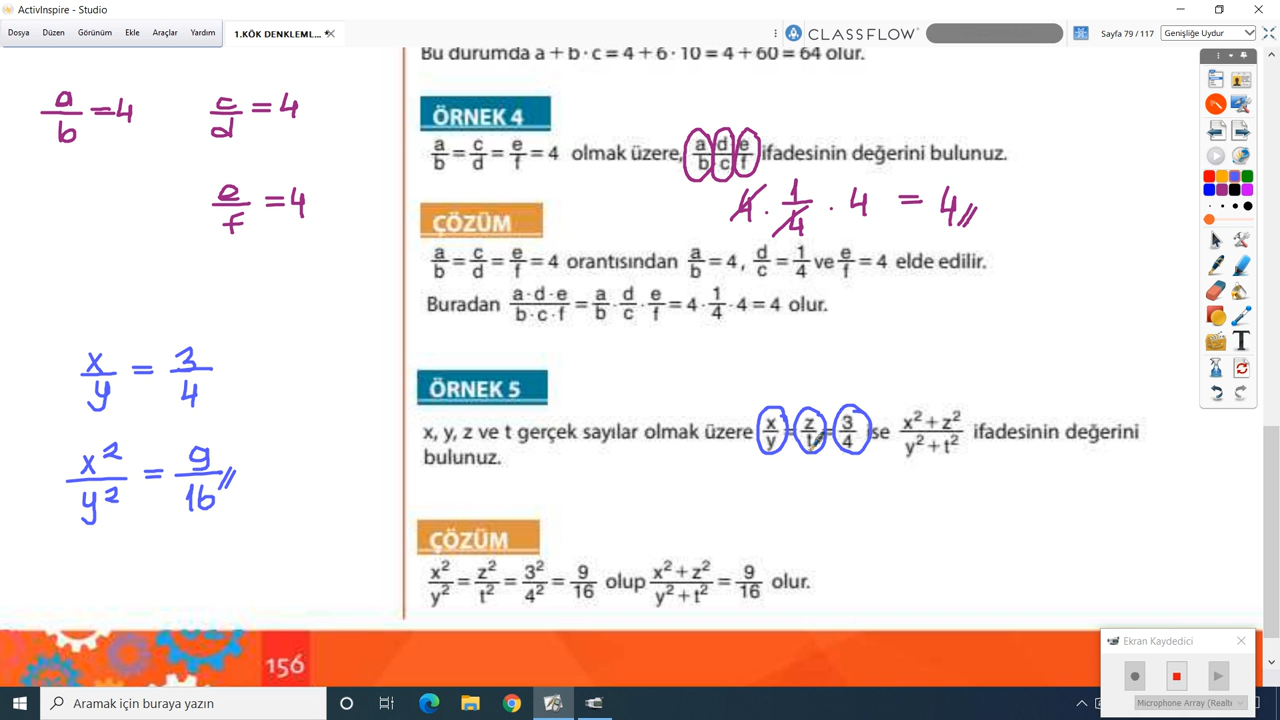 ActivInspire - Studio
Dosya Düzen Görünüm Ekle Araçlar Yardım
1.KÖK DENKLEML...
CLASSFLOW
Sayfa 79 / 117
Genişliğe Uydur
Bu durumda a + b · c = 4 + 6 · 10 = 4 + 60 = 64 olur.
a/b = 4
c/d = 4
e/f = 4
ÖRNEK 4
a/b = c/d = e/f = 4 olmak üzere, a/b d/c e/f ifadesinin değerini bulunuz.
4 · 1/4 · 4 = 4 //
ÇÖZÜM
a/b = c/d = e/f = 4 orantısından a/b = 4 , d/c = 1/4 ve e/f = 4 elde edilir.
Buradan a·d·e/b·c·f = a/b · d/c · e/f = 4 · 1/4 · 4 = 4 olur.
x/y = 3/4
x²/y² = 9/16 //
ÖRNEK 5
x, y, z ve t gerçek sayılar olmak üzere x/y = z/t = 3/4 ise x² + z²/y² + t² ifadesinin değerini
bulunuz.
ÇÖZÜM
x²/y² = z²/t² = 3²/4² = 9/16 olup x² + z²/y² + t² = 9/16 olur.
156
Ekran Kaydedici
Microphone Array (Realt
Aramak için buraya yazın